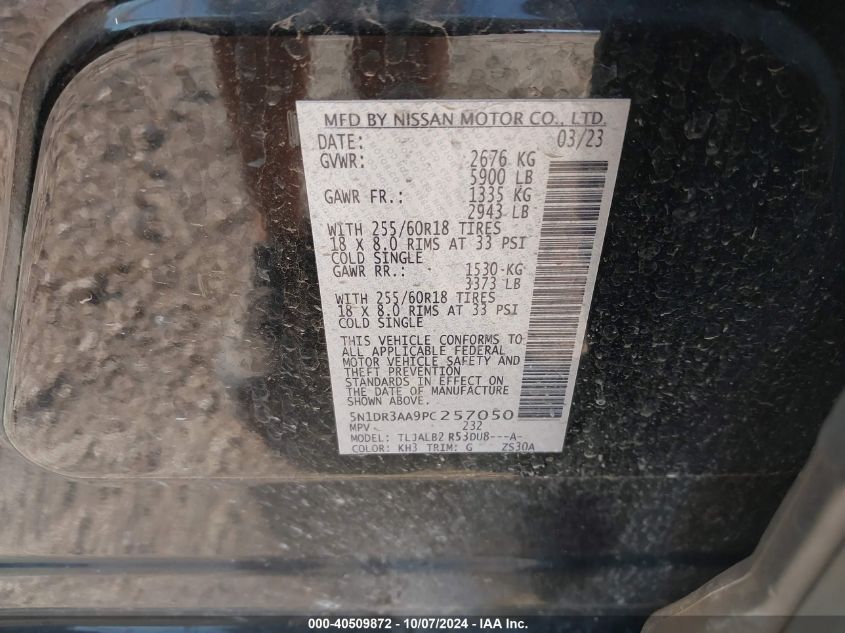 MFD BY NISSAN MOTOR CO., LTD.
DATE: 03/23
GVWR: 2676 KG
5900 LB
GAWR FR.: 1335 KG
2943 LB
WITH 255/60R18 TIRES
18 X 8.0 RIMS AT 33 PSI
COLD SINGLE
GAWR RR.: 1530 KG
3373 LB
WITH 255/60R18 TIRES
18 X 8.0 RIMS AT 33 PSI
COLD SINGLE
THIS VEHICLE CONFORMS TO
ALL APPLICABLE FEDERAL
MOTOR VEHICLE SAFETY AND
THEFT PREVENTION
STANDARDS IN EFFECT ON
THE DATE OF MANUFACTURE
SHOWN ABOVE.
5N1DR3AA9PC257050
MPV 232
MODEL: TLJALB2 R53DU8---A-
COLOR: KH3 TRIM: G ZS30A
000-40509872 - 10/07/2024 - IAA Inc.